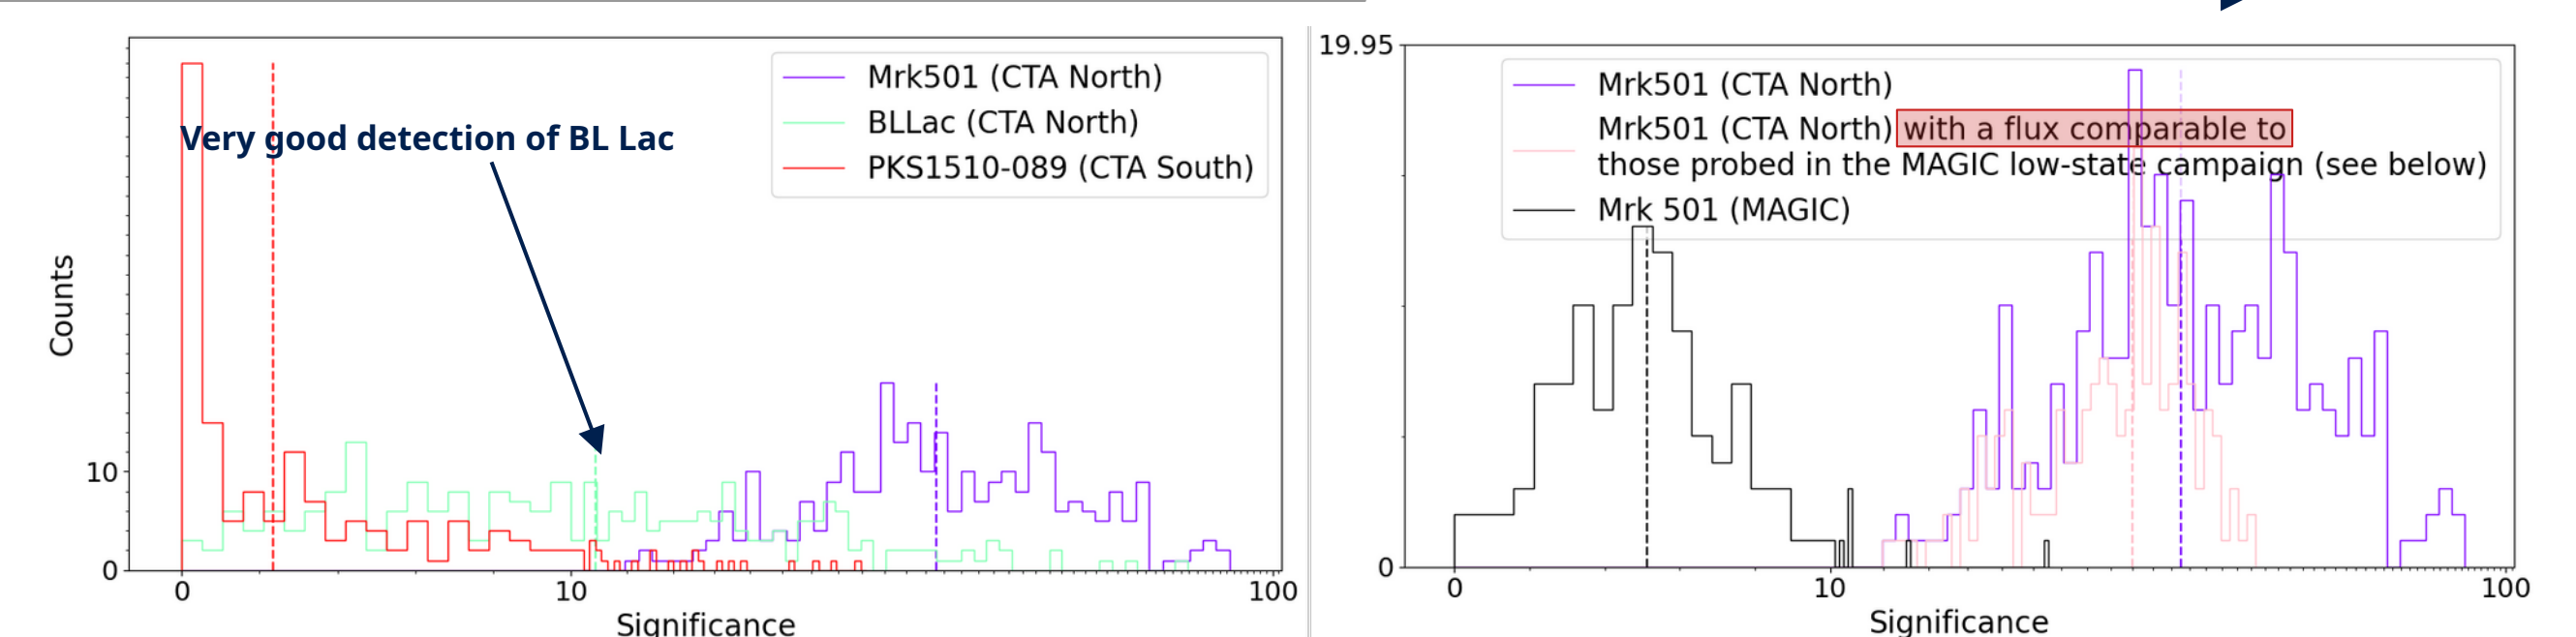 Mrk501 (CTA North)
BLLac (CTA North)
PKS1510-089 (CTA South)
Very good detection of BL Lac
Counts
10
0
0
10
100
Significance
19.95
Mrk501 (CTA North)
Mrk501 (CTA North) with a flux comparable to
those probed in the MAGIC low-state campaign (see below)
Mrk 501 (MAGIC)
0
0
10
100
Significance